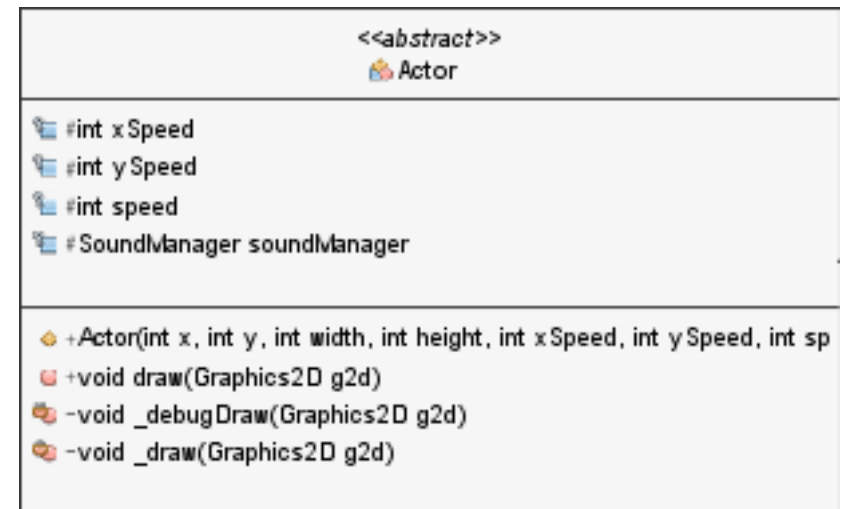 <<abstract>>
Actor
#int xSpeed
#int ySpeed
#int speed
#SoundManager soundManager
+Actor(int x, int y, int width, int height, int xSpeed, int ySpeed, int sp
+void draw(Graphics2D g2d)
-void _debugDraw(Graphics2D g2d)
-void _draw(Graphics2D g2d)